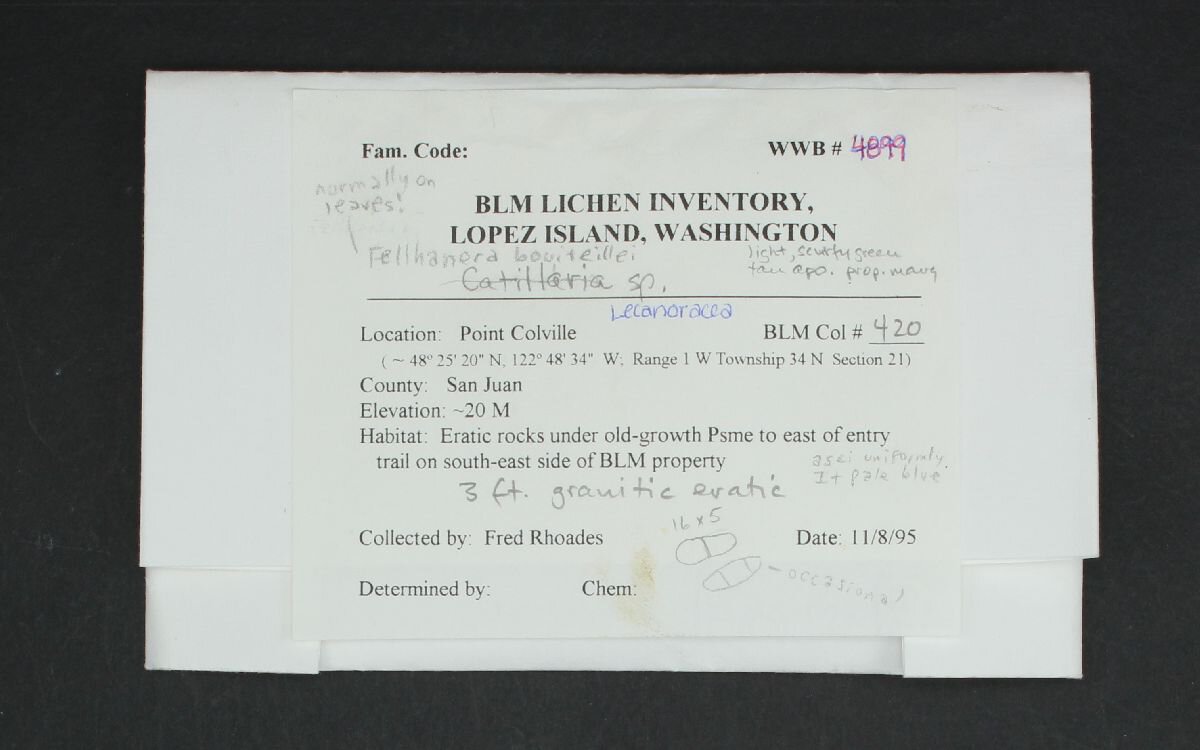 Fam. Code: WWB # 4899
normally on
leaves!
BLM LICHEN INVENTORY,
LOPEZ ISLAND, WASHINGTON
Fellhanera bouteillei
light, scurfy green
Catillaria sp.
tan apo. prop. many
Lecanoracea
Location: Point Colville BLM Col # 420
( ~ 48° 25' 20" N, 122° 48' 34" W; Range 1 W Township 34 N Section 21)
County: San Juan
Elevation: ~20 M
Habitat: Eratic rocks under old-growth Psme to east of entry
trail on south-east side of BLM property
asci uniformly
I+ pale blue
3 ft. granitic eratic
16 x 5
Collected by: Fred Rhoades Date: 11/8/95
- occasional
Determined by: Chem: